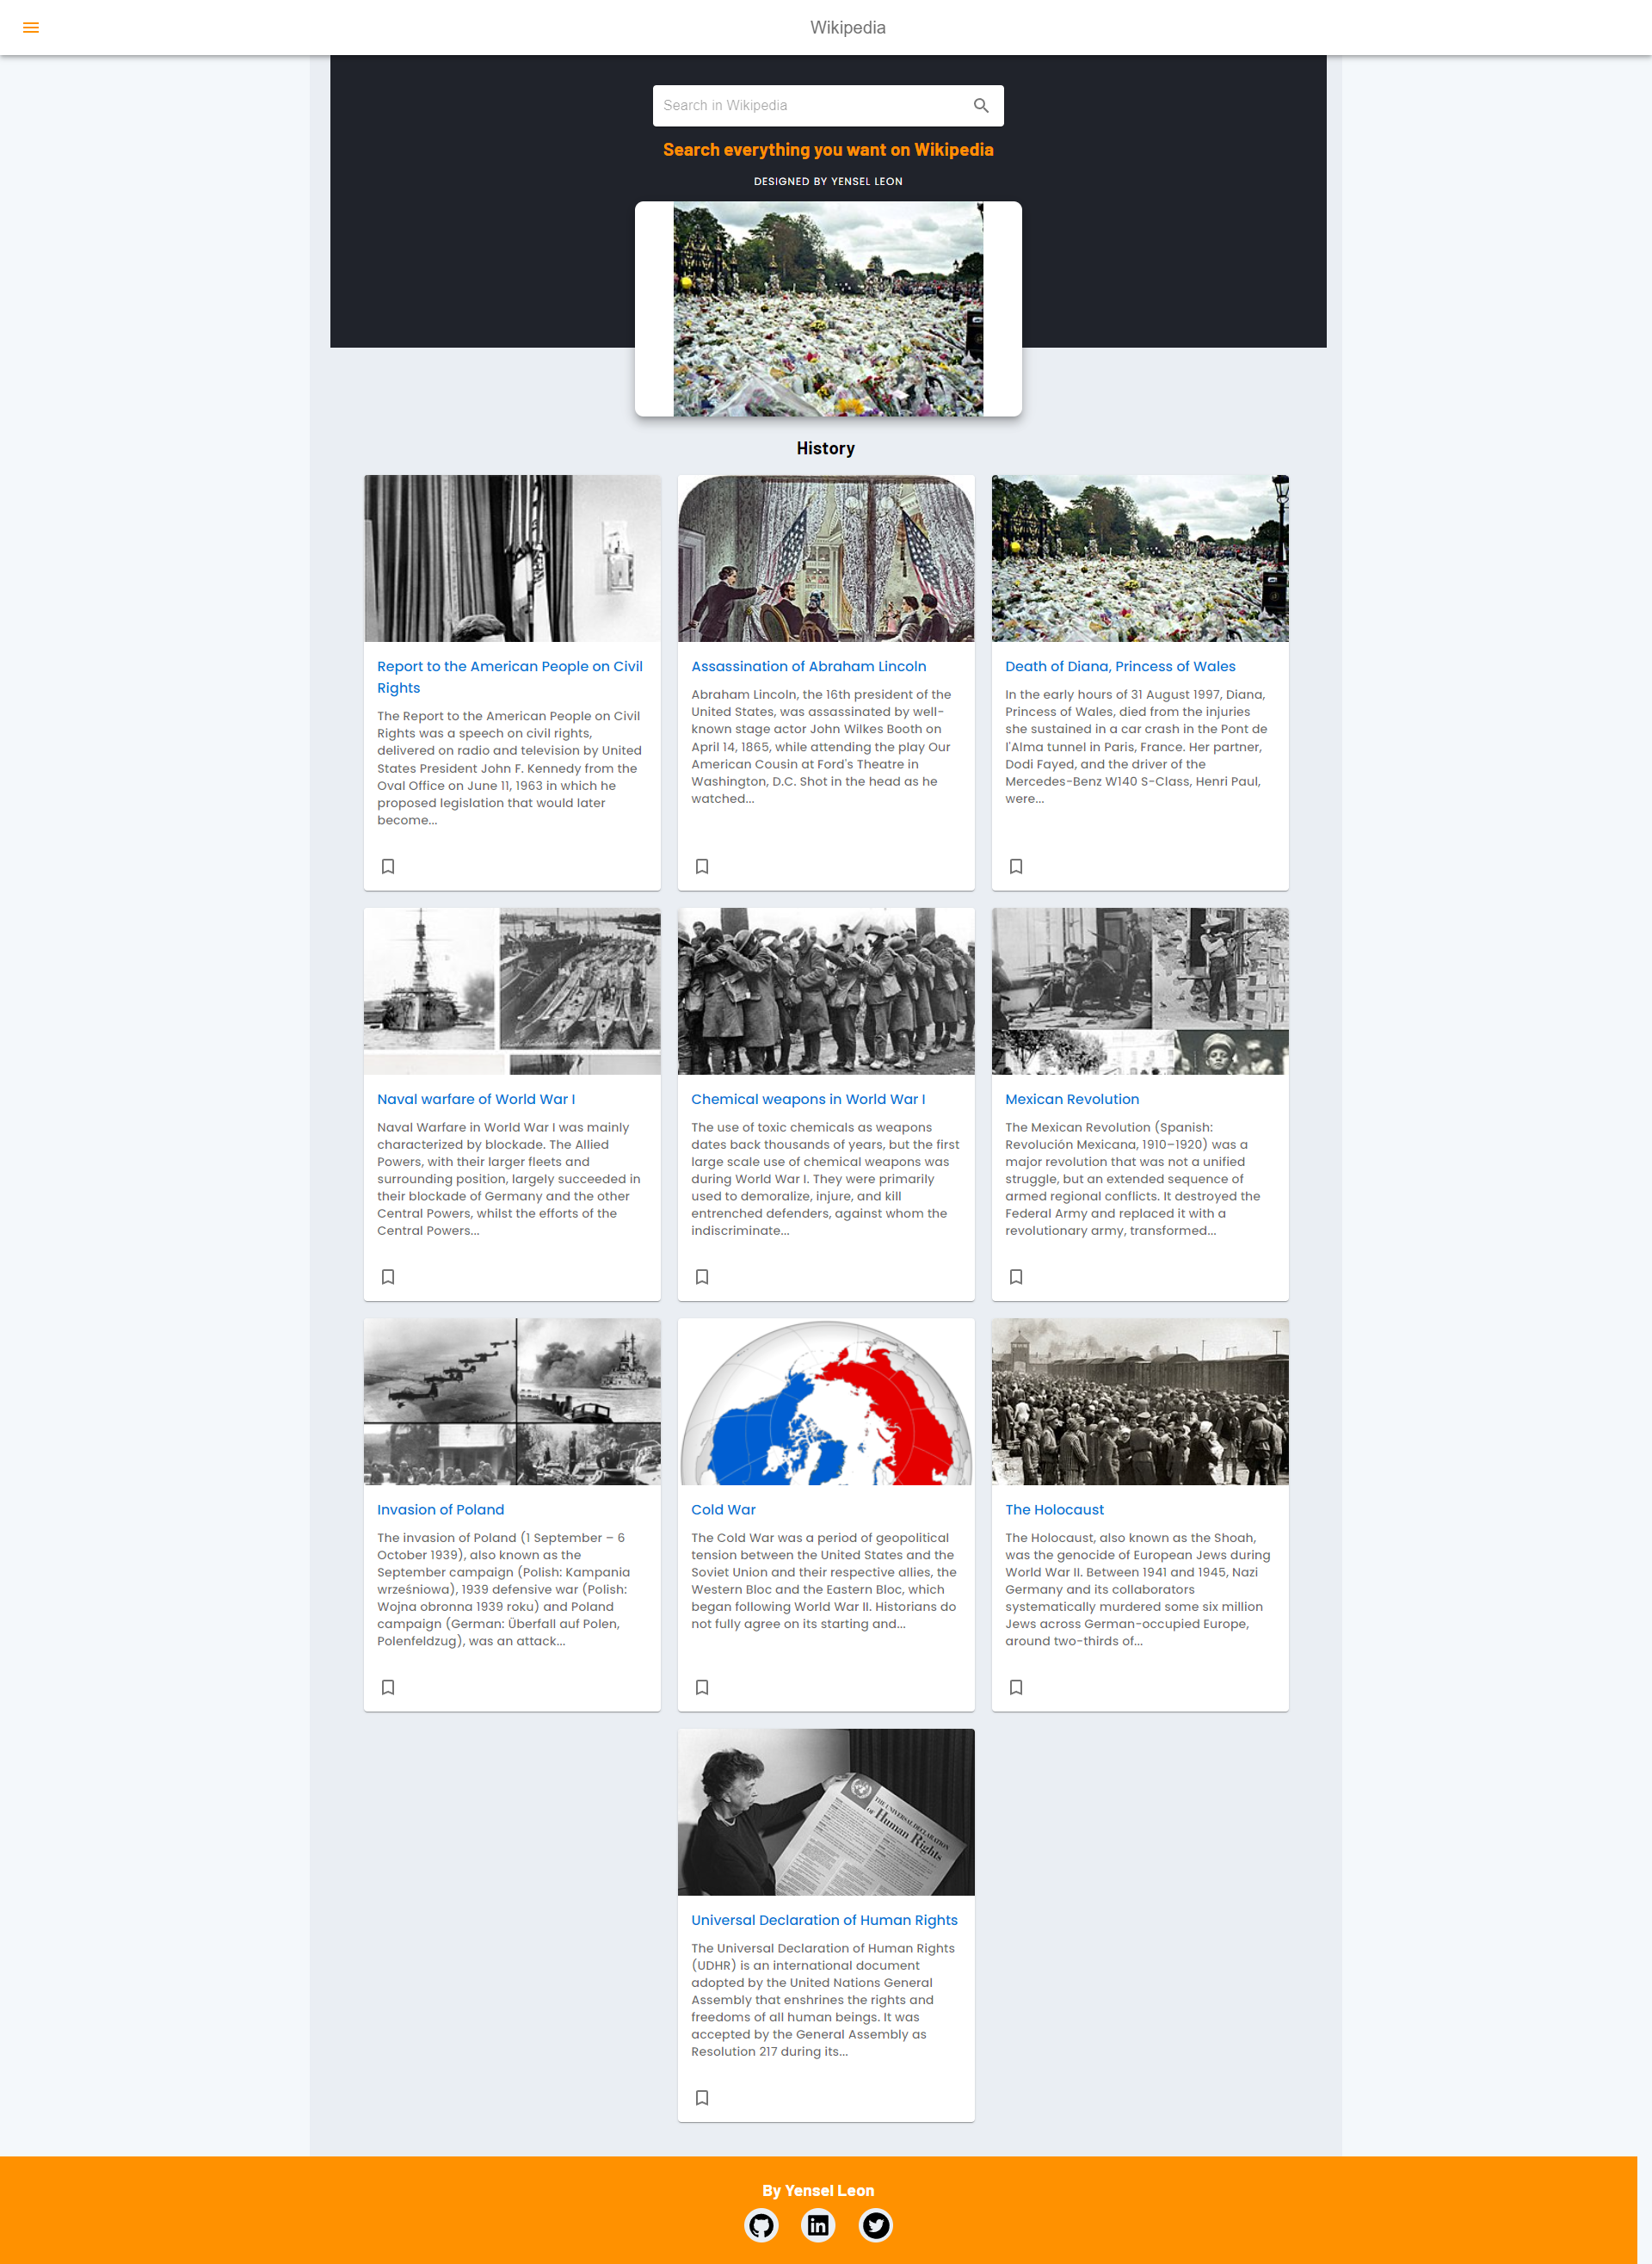 Wikipedia
Search in Wikipedia
Search everything you want on Wikipedia
DESIGNED BY YENSEL LEON
History
Report to the American People on Civil
Rights
The Report to the American People on Civil
Rights was a speech on civil rights,
delivered on radio and television by United
States President John F. Kennedy from the
Oval Office on June 11, 1963 in which he
proposed legislation that would later
become...
Assassination of Abraham Lincoln
Abraham Lincoln, the 16th president of the
United States, was assassinated by well-
known stage actor John Wilkes Booth on
April 14, 1865, while attending the play Our
American Cousin at Ford's Theatre in
Washington, D.C. Shot in the head as he
watched...
Death of Diana, Princess of Wales
In the early hours of 31 August 1997, Diana,
Princess of Wales, died from the injuries
she sustained in a car crash in the Pont de
l'Alma tunnel in Paris, France. Her partner,
Dodi Fayed, and the driver of the
Mercedes-Benz W140 S-Class, Henri Paul,
were...
Naval warfare of World War I
Naval Warfare in World War I was mainly
characterized by blockade. The Allied
Powers, with their larger fleets and
surrounding position, largely succeeded in
their blockade of Germany and the other
Central Powers, whilst the efforts of the
Central Powers...
Chemical weapons in World War I
The use of toxic chemicals as weapons
dates back thousands of years, but the first
large scale use of chemical weapons was
during World War I. They were primarily
used to demoralize, injure, and kill
entrenched defenders, against whom the
indiscriminate...
Mexican Revolution
The Mexican Revolution (Spanish:
Revolución Mexicana, 1910–1920) was a
major revolution that was not a unified
struggle, but an extended sequence of
armed regional conflicts. It destroyed the
Federal Army and replaced it with a
revolutionary army, transformed...
Invasion of Poland
The invasion of Poland (1 September – 6
October 1939), also known as the
September campaign (Polish: Kampania
wrześniowa), 1939 defensive war (Polish:
Wojna obronna 1939 roku) and Poland
campaign (German: Überfall auf Polen,
Polenfeldzug), was an attack...
Cold War
The Cold War was a period of geopolitical
tension between the United States and the
Soviet Union and their respective allies, the
Western Bloc and the Eastern Bloc, which
began following World War II. Historians do
not fully agree on its starting and...
The Holocaust
The Holocaust, also known as the Shoah,
was the genocide of European Jews during
World War II. Between 1941 and 1945, Nazi
Germany and its collaborators
systematically murdered some six million
Jews across German-occupied Europe,
around two-thirds of...
THE UNIVERSAL DECLARATION
OF Human Rights
Universal Declaration of Human Rights
The Universal Declaration of Human Rights
(UDHR) is an international document
adopted by the United Nations General
Assembly that enshrines the rights and
freedoms of all human beings. It was
accepted by the General Assembly as
Resolution 217 during its...
By Yensel Leon
in